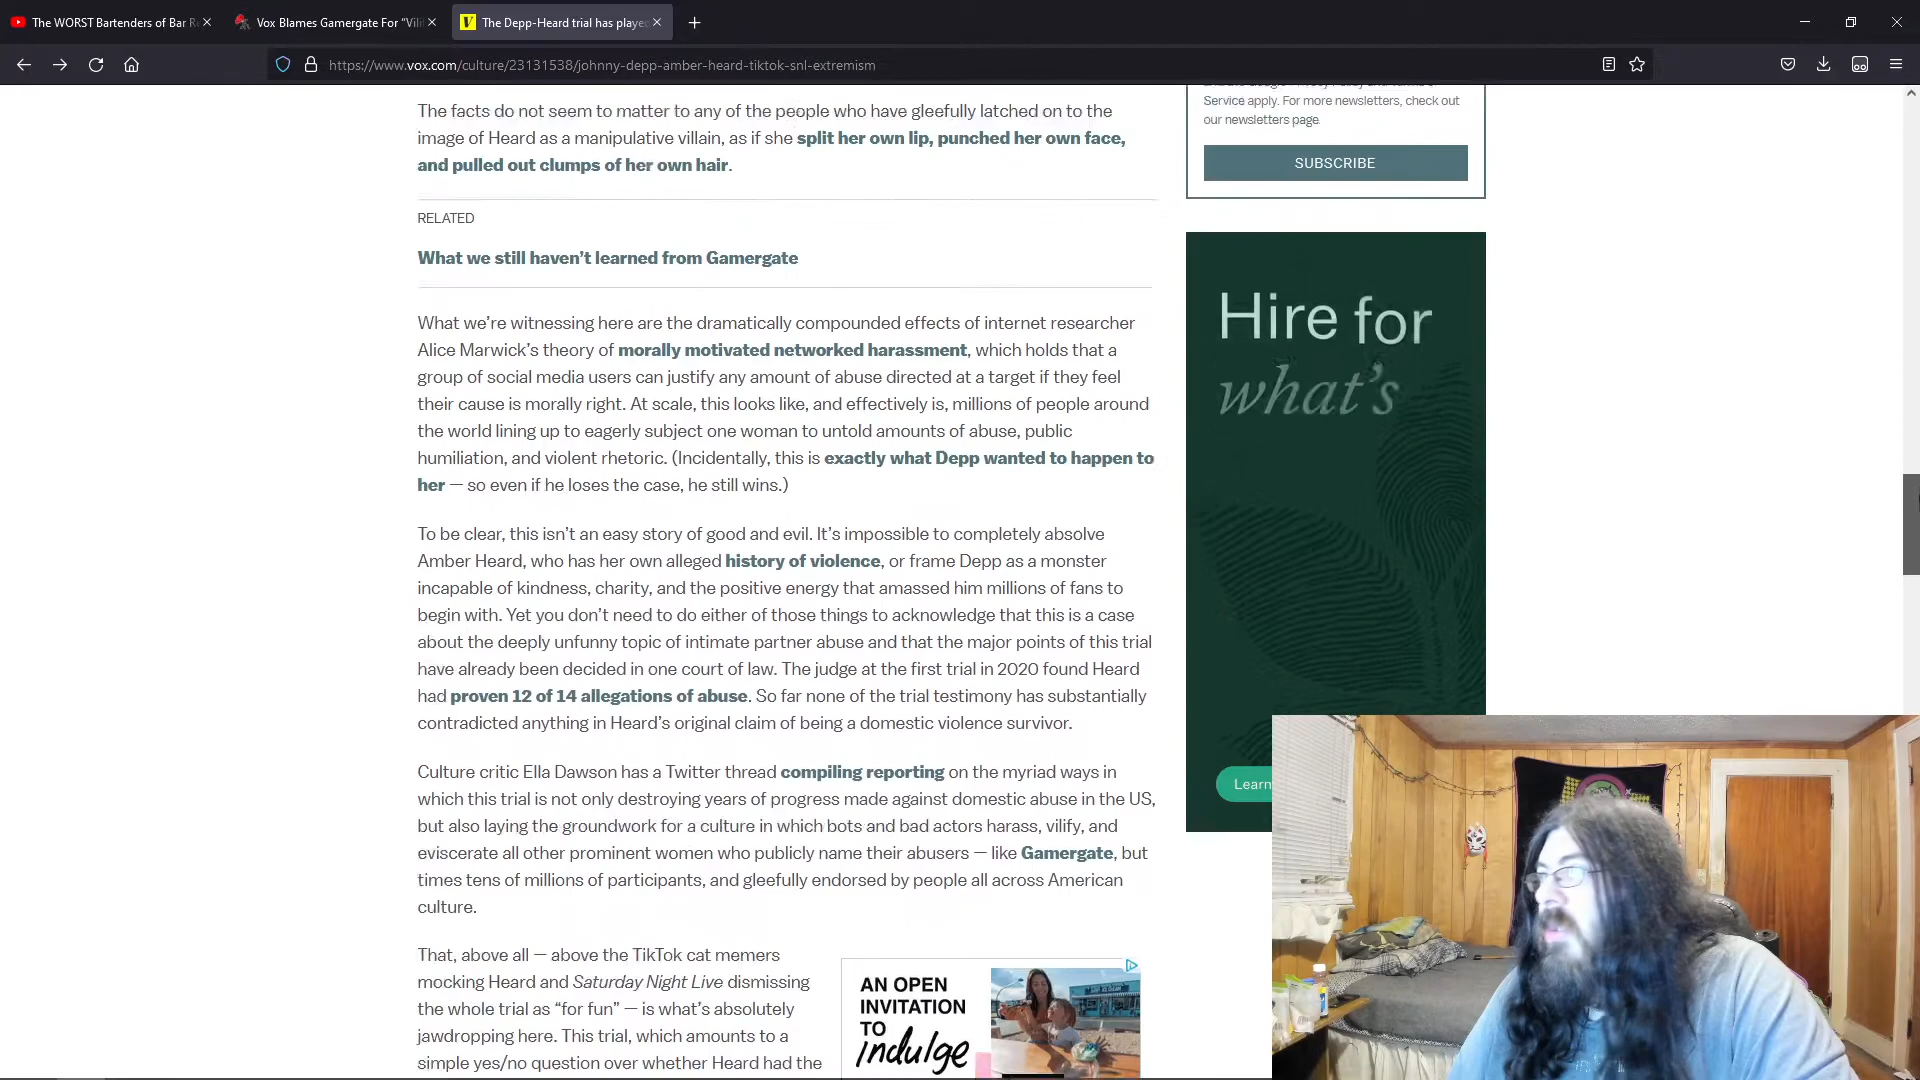 The WORST Bartenders of Bar Re
Vox Blames Gamergate For "Vili
The Depp-Heard trial has playe
https://www.vox.com/culture/23131538/johnny-depp-amber-heard-tiktok-snl-extremism
The facts do not seem to matter to any of the people who have gleefully latched on to the
image of Heard as a manipulative villain, as if she split her own lip, punched her own face,
and pulled out clumps of her own hair.
RELATED
What we still haven't learned from Gamergate
What we're witnessing here are the dramatically compounded effects of internet researcher
Alice Marwick's theory of morally motivated networked harassment, which holds that a
group of social media users can justify any amount of abuse directed at a target if they feel
their cause is morally right. At scale, this looks like, and effectively is, millions of people around
the world lining up to eagerly subject one woman to untold amounts of abuse, public
humiliation, and violent rhetoric. (Incidentally, this is exactly what Depp wanted to happen to
her — so even if he loses the case, he still wins.)
To be clear, this isn't an easy story of good and evil. It's impossible to completely absolve
Amber Heard, who has her own alleged history of violence, or frame Depp as a monster
incapable of kindness, charity, and the positive energy that amassed him millions of fans to
begin with. Yet you don't need to do either of those things to acknowledge that this is a case
about the deeply unfunny topic of intimate partner abuse and that the major points of this trial
have already been decided in one court of law. The judge at the first trial in 2020 found Heard
had proven 12 of 14 allegations of abuse. So far none of the trial testimony has substantially
contradicted anything in Heard's original claim of being a domestic violence survivor.
Culture critic Ella Dawson has a Twitter thread compiling reporting on the myriad ways in
which this trial is not only destroying years of progress made against domestic abuse in the US,
but also laying the groundwork for a culture in which bots and bad actors harass, vilify, and
eviscerate all other prominent women who publicly name their abusers — like Gamergate, but
times tens of millions of participants, and gleefully endorsed by people all across American
culture.
That, above all — above the TikTok cat memers
mocking Heard and Saturday Night Live dismissing
the whole trial as "for fun" — is what's absolutely
jawdropping here. This trial, which amounts to a
simple yes/no question over whether Heard had the
AN OPEN
INVITATION
TO
indulge
Service apply. For more newsletters, check out
our newsletters page.
SUBSCRIBE
Hire for
what's
Learn